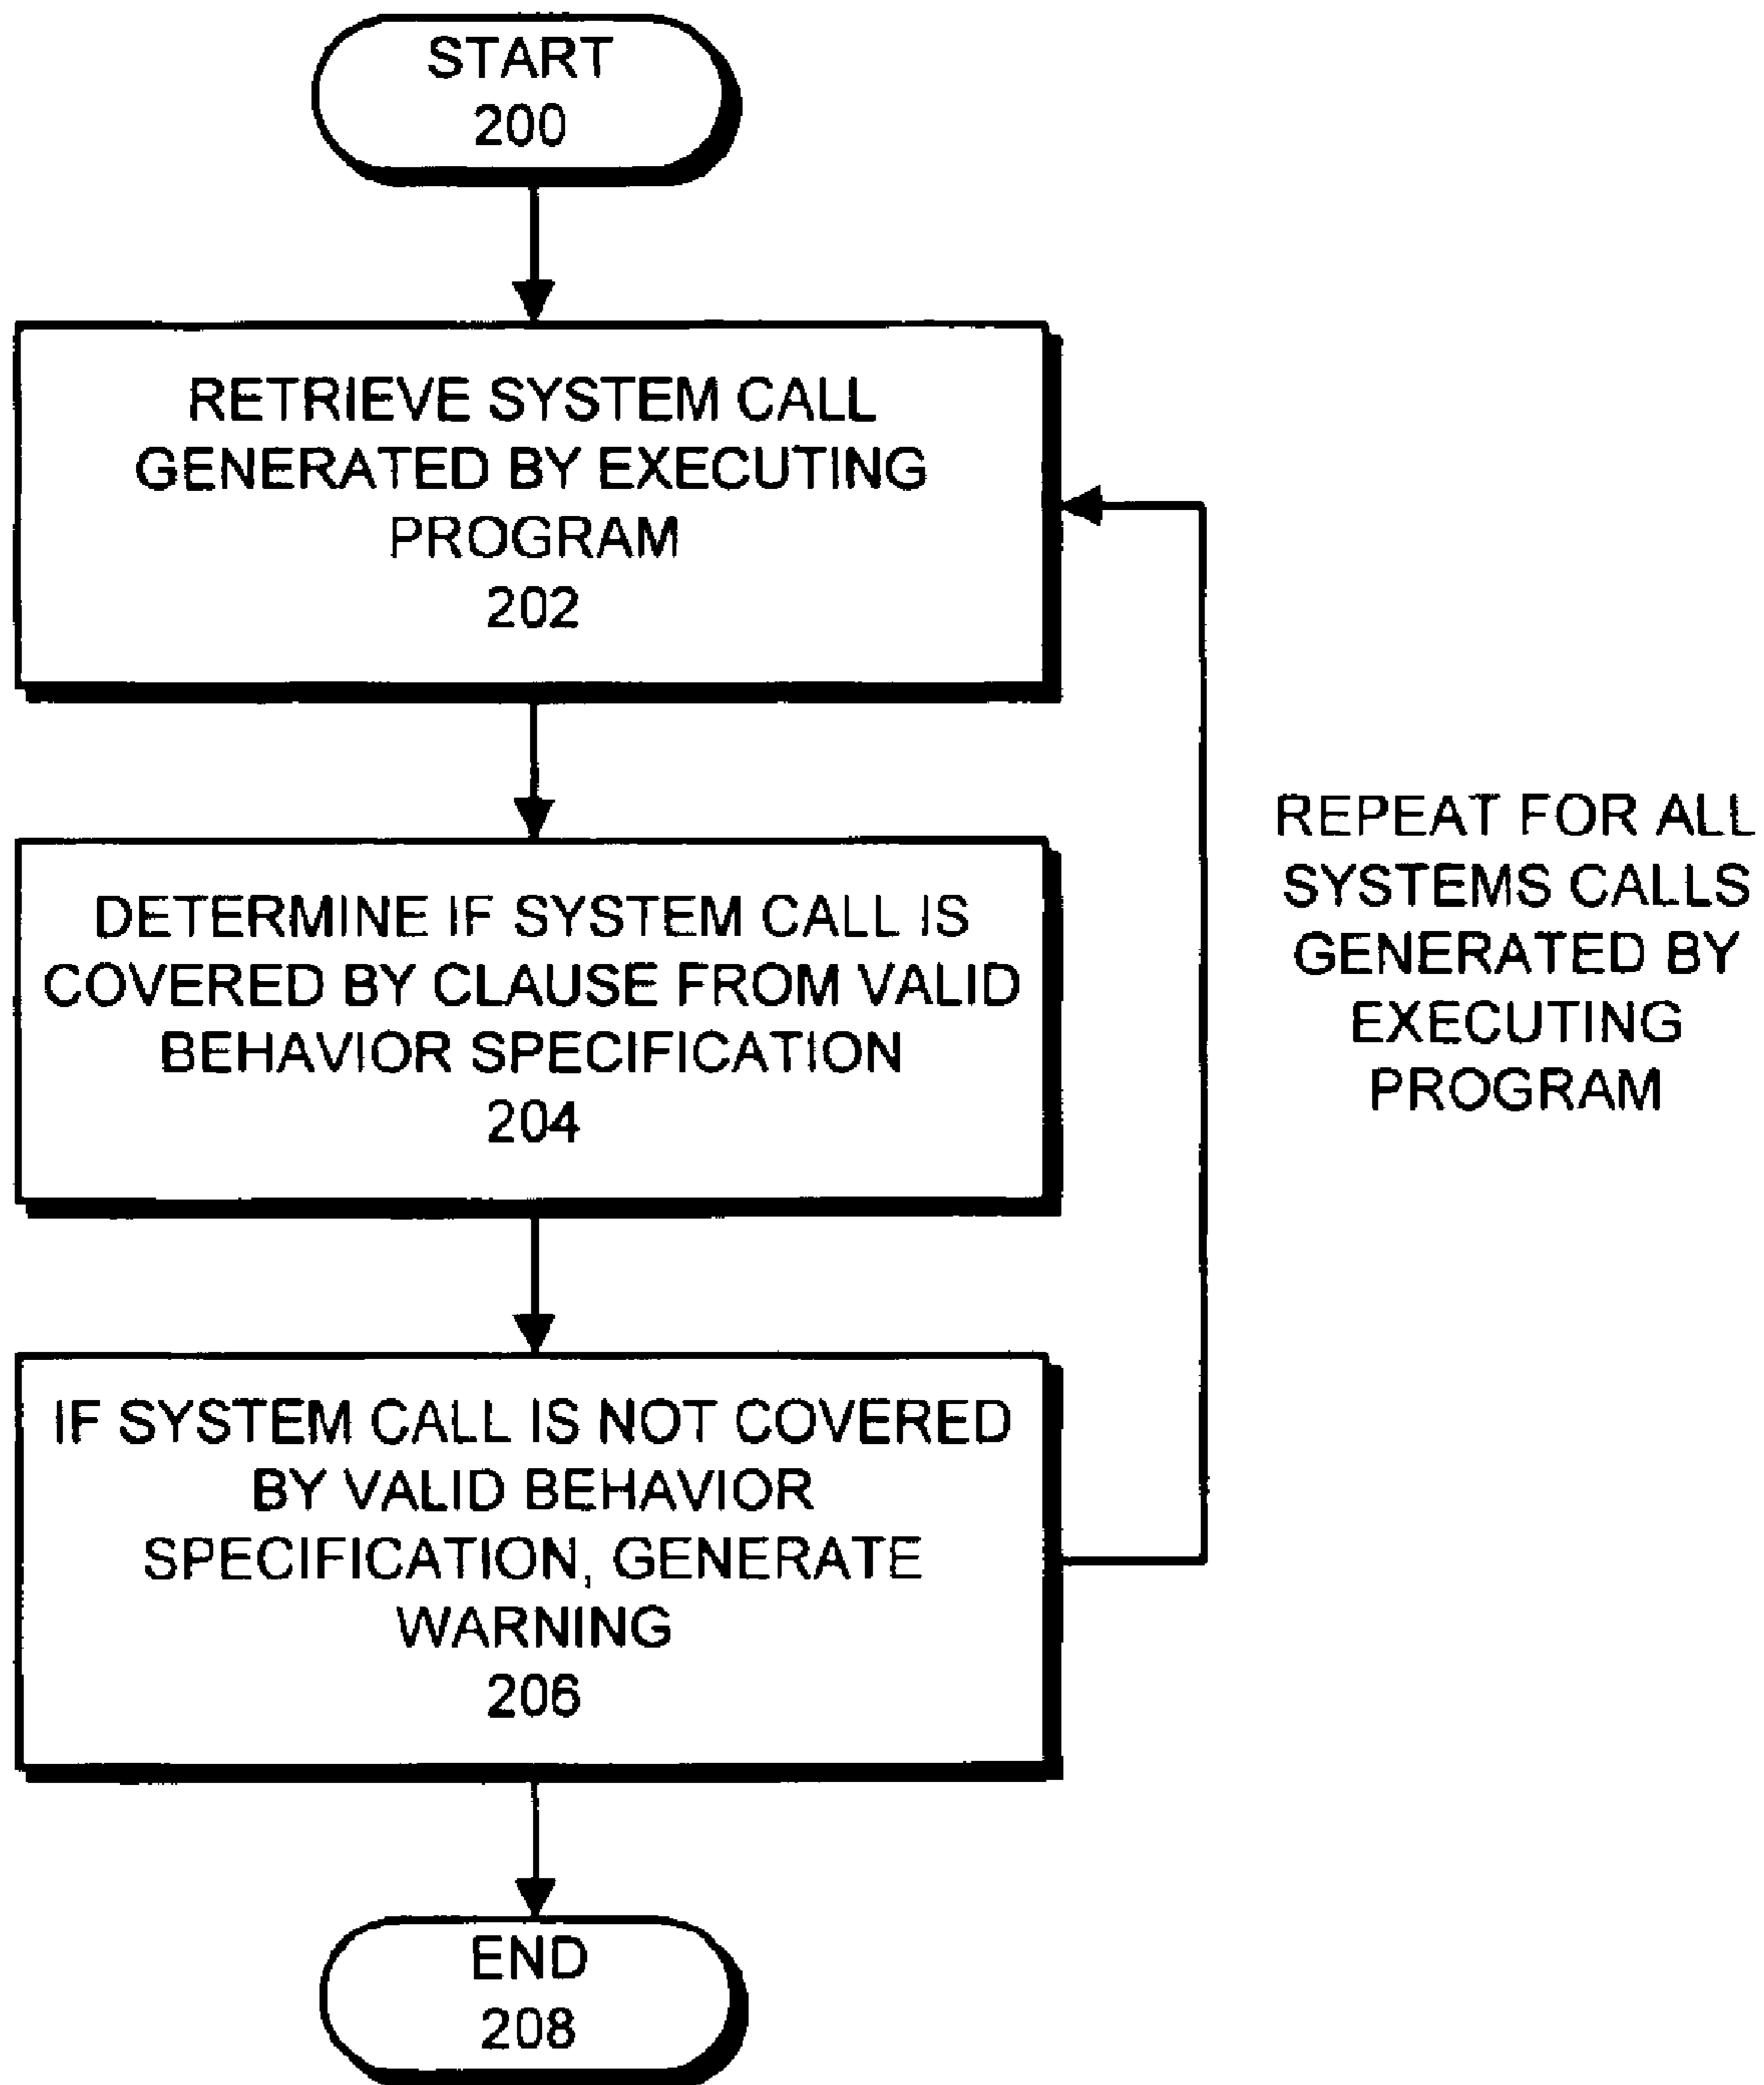 START
200
RETRIEVE SYSTEM CALL
GENERATED BY EXECUTING
PROGRAM
202
DETERMINE IF SYSTEM CALL IS
COVERED BY CLAUSE FROM VALID
BEHAVIOR SPECIFICATION
204
REPEAT FOR ALL
SYSTEMS CALLS
GENERATED BY
EXECUTING
PROGRAM
IF SYSTEM CALL IS NOT COVERED
BY VALID BEHAVIOR
SPECIFICATION, GENERATE
WARNING
206
END
208